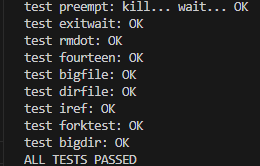 test preempt: kill... wait... OK
test exitwait: OK
test rmdot: OK
test fourteen: OK
test bigfile: OK
test dirfile: OK
test iref: OK
test forktest: OK
test bigdir: OK
ALL TESTS PASSED